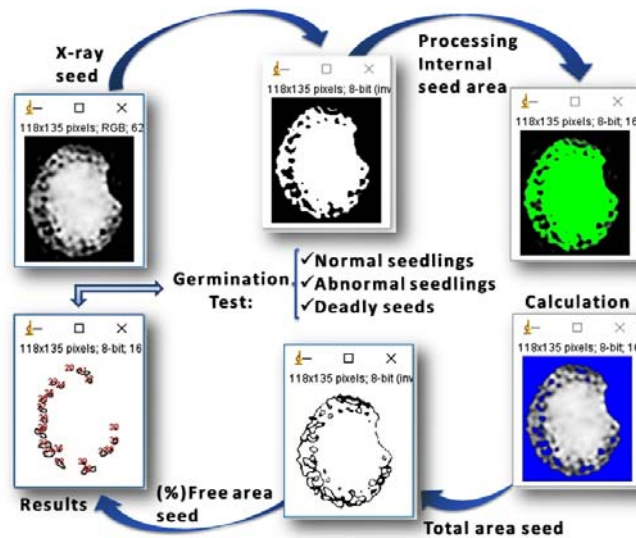 X-ray
seed
Processing
Internal
seed area
118x135 pixels; RGB; 62
118x135 pixels; 8-bit (inv
118x135 pixels; 8-bit; 16
Germination
Test:
✓Normal seedlings
✓Abnormal seedlings
✓Deadly seeds
Calculation
118x135 pixels; 8-bit; 16
118x135 pixels; 8-bit (inv
118x135 pixels; 8-bit; 16
Results
(%)Free area
seed
Total area seed